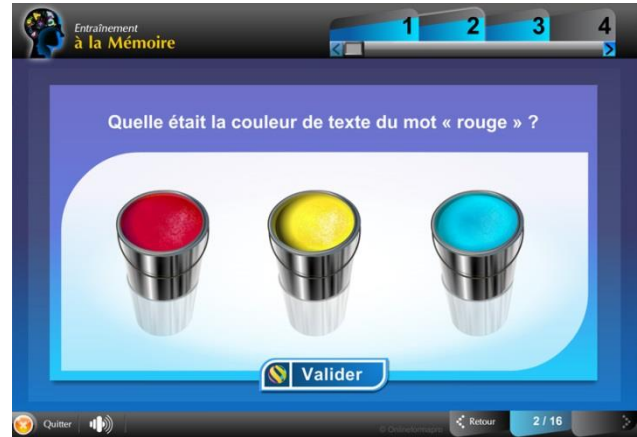 Entraînement
à la Mémoire
1 2 3 4
Quelle était la couleur de texte du mot « rouge » ?
Valider
Quitter
© Onlineformapro
Retour
2 / 16